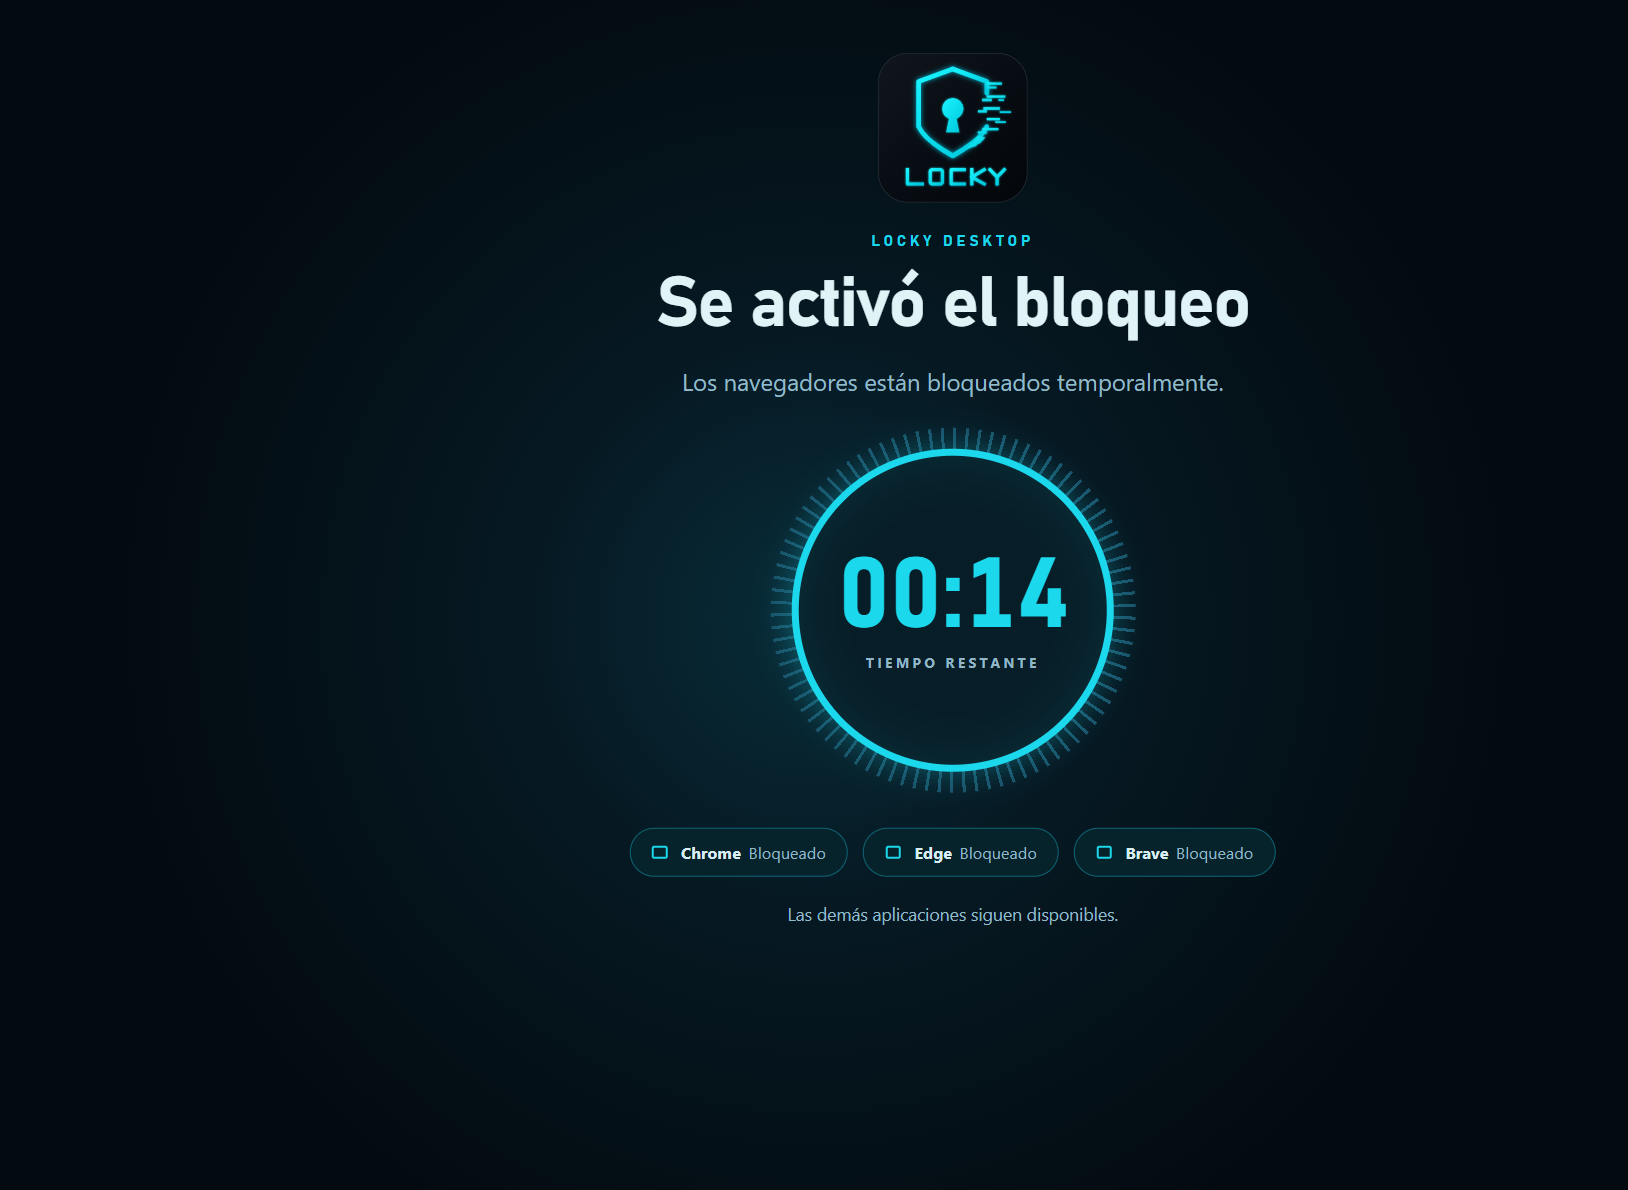 LOCKY
LOCKY DESKTOP
Se activó el bloqueo
Los navegadores están bloqueados temporalmente.
00:14
TIEMPO RESTANTE
Chrome Bloqueado
Edge Bloqueado
Brave Bloqueado
Las demás aplicaciones siguen disponibles.